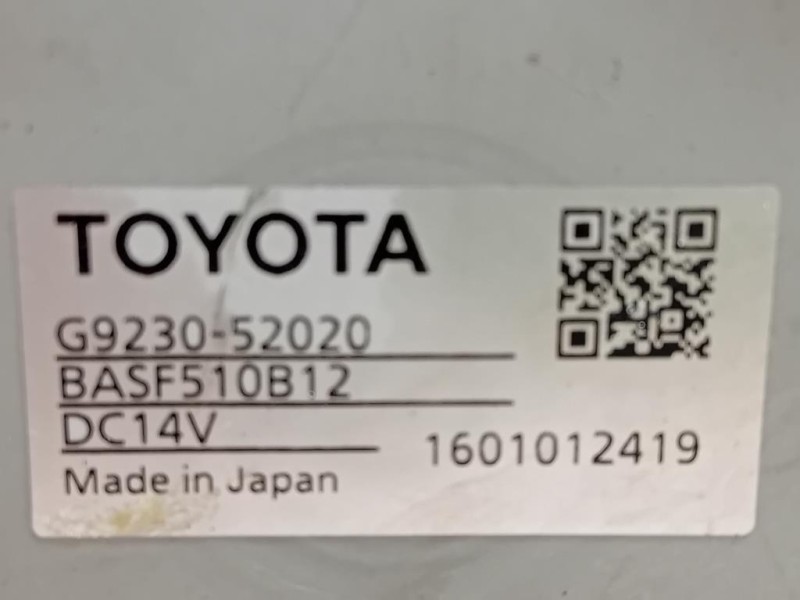 TOYOTA
G9230-52020
BASF510B12
DC14V
1601012419
Made in Japan